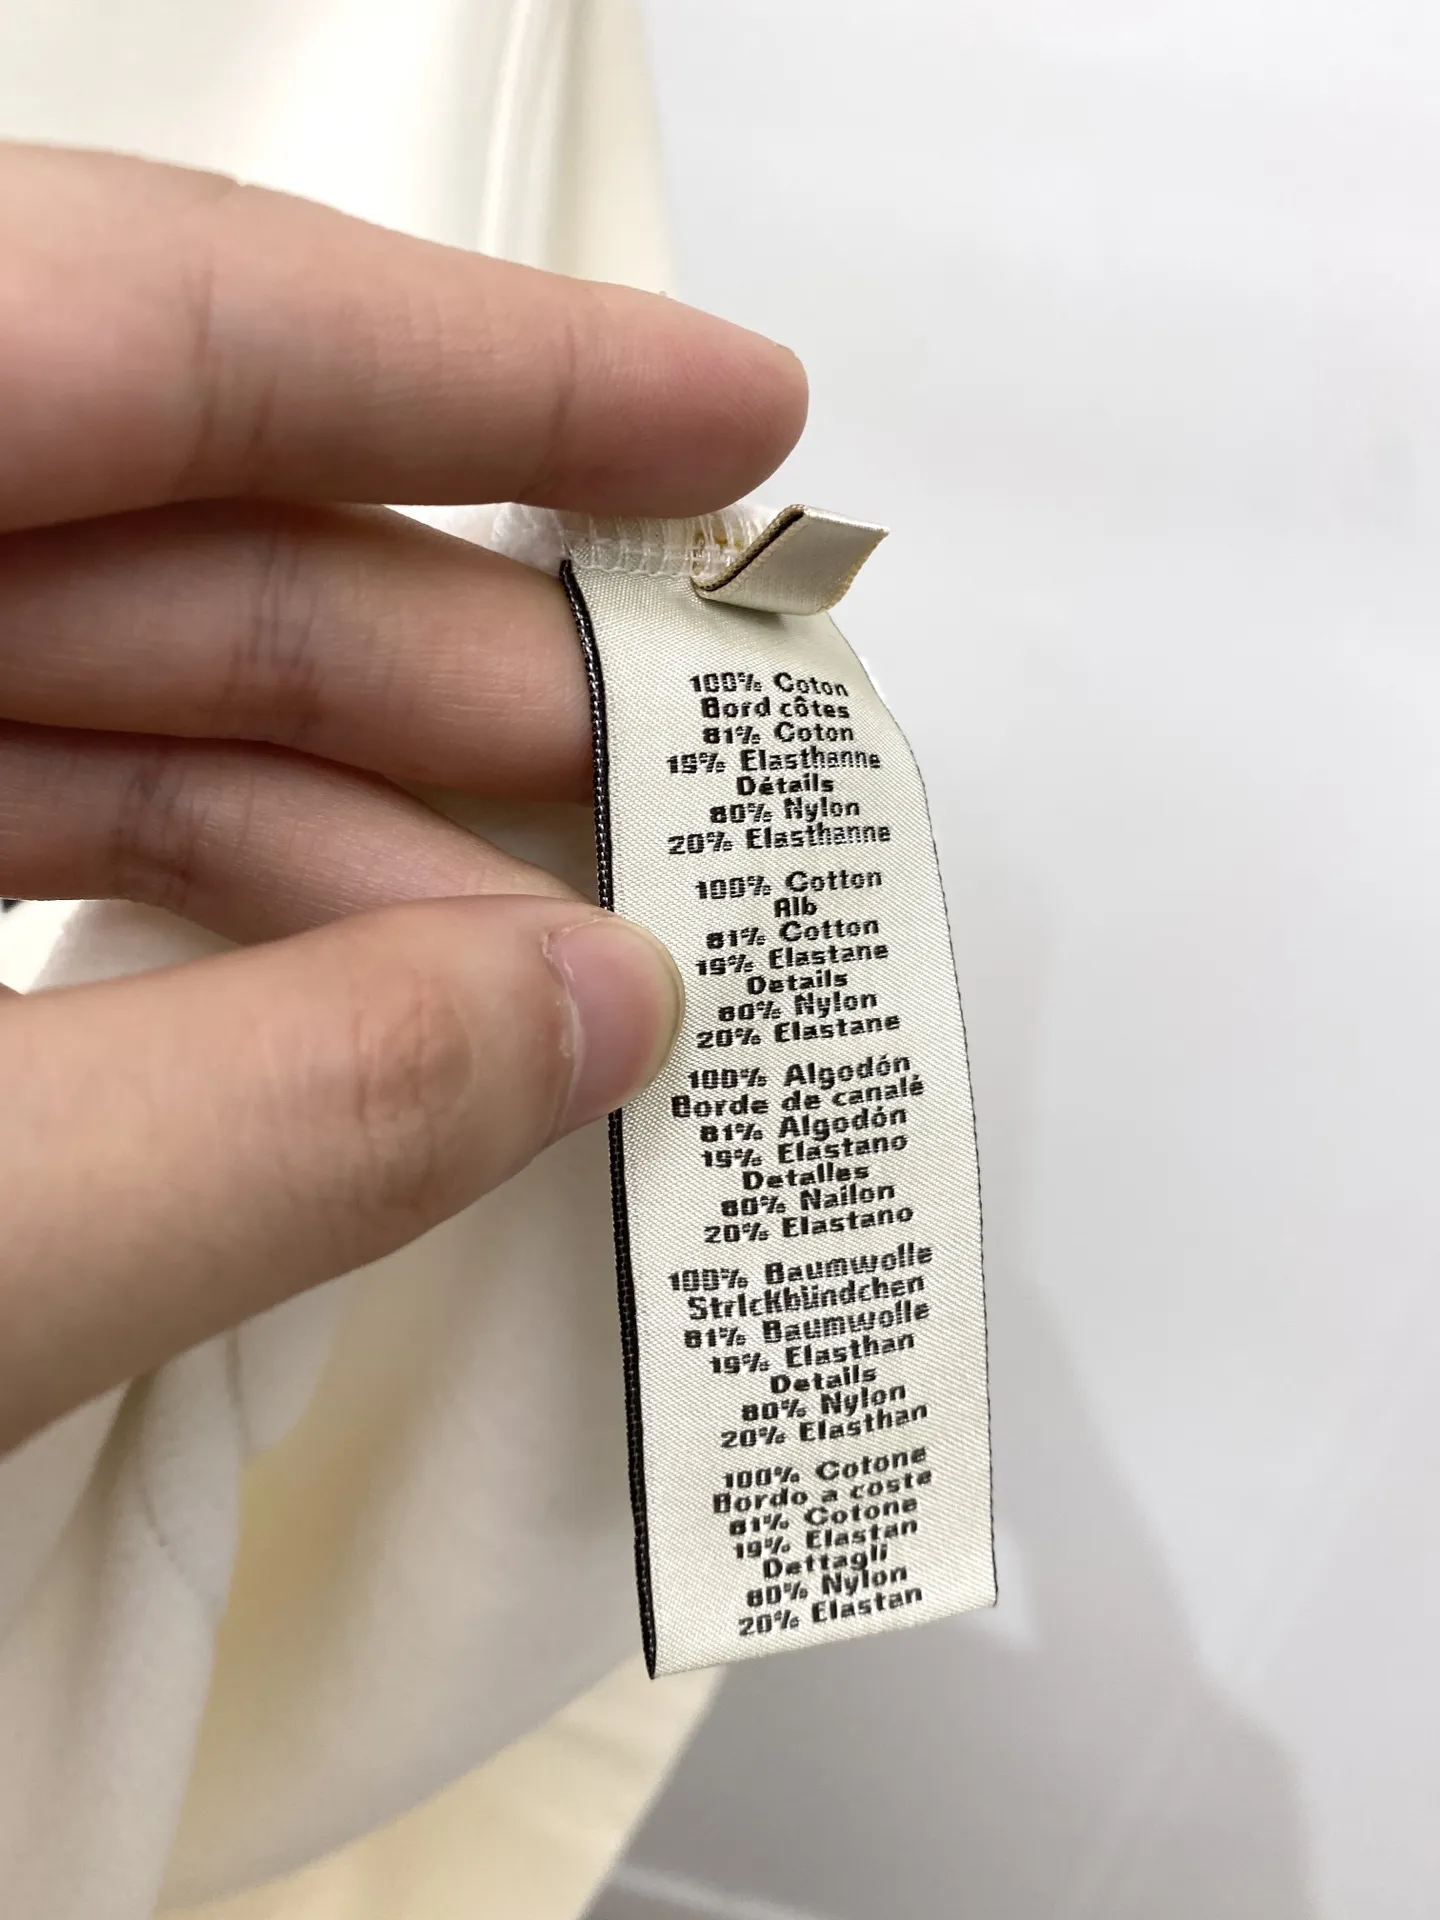 100% Coton
Bord côtes
81% Coton
19% Elasthanne
Détails
80% Nylon
20% Elasthanne
100% Cotton
Rib
81% Cotton
19% Elastane
Details
80% Nylon
20% Elastane
100% Algodón
Borde de canalé
81% Algodón
19% Elastano
Detalles
80% Nailon
20% Elastano
100% Baumwolle
Strickbündchen
81% Baumwolle
19% Elasthan
Details
80% Nylon
20% Elasthan
100% Cotone
Bordo a coste
81% Cotone
19% Elastan
Dettagli
80% Nylon
20% Elastan